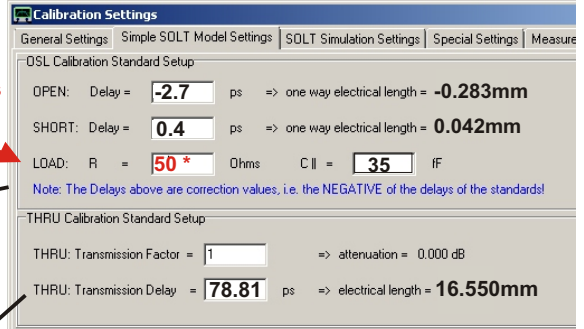 Calibration Settings
General Settings Simple SOLT Model Settings SOLT Simulation Settings Special Settings Measure
OSL Calibration Standard Setup
OPEN: Delay = -2.7 ps => one way electrical length = -0.283mm
SHORT: Delay = 0.4 ps => one way electrical length = 0.042mm
LOAD: R = 50 * Ohms C || = 35 fF
Note: The Delays above are correction values, i.e. the NEGATIVE of the delays of the standards!
THRU Calibration Standard Setup
THRU: Transmission Factor = 1 => attenuation = 0.000 dB
THRU: Transmission Delay = 78.81 ps => electrical length = 16.550mm